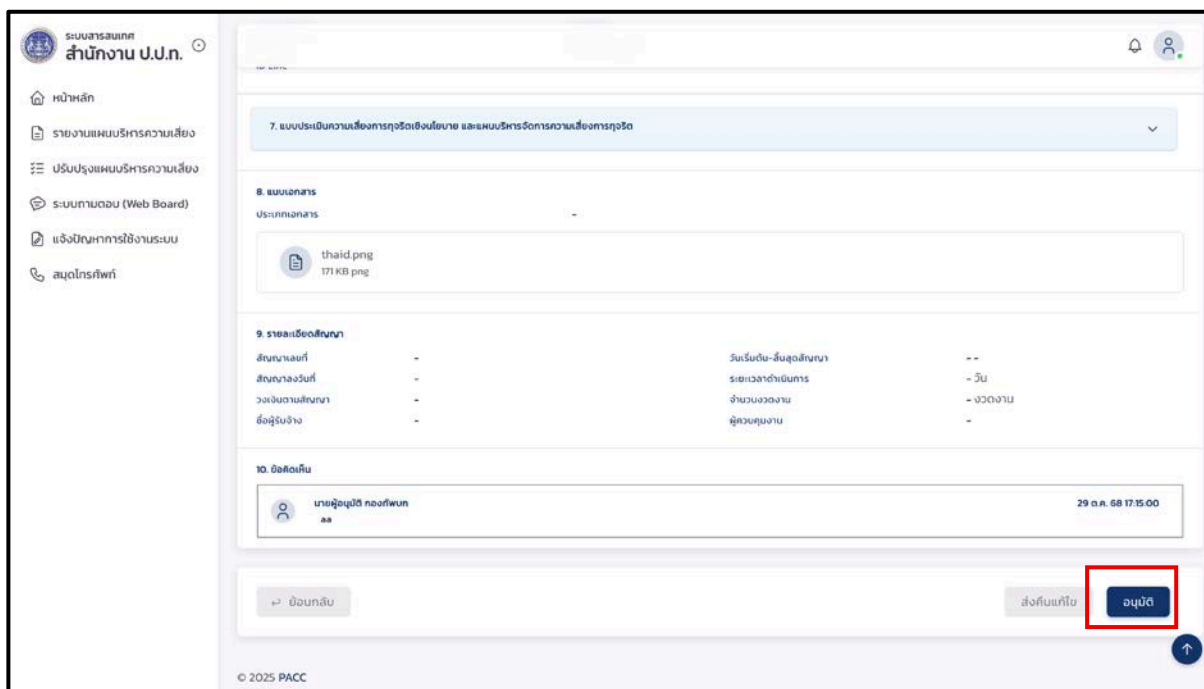 ระบบสารสนเทศ
สำนักงาน ป.ป.ท.
หน้าหลัก
รายงานแผนบริหารความเสี่ยง
ปรับปรุงแผนบริหารความเสี่ยง
ระบบถามตอบ (Web Board)
แจ้งปัญหาการใช้งานระบบ
สมุดโทรศัพท์
7. แบบประเมินความเสี่ยงการทุจริตเชิงนโยบาย และแผนบริหารจัดการความเสี่ยงการทุจริต
8. แบบเอกสาร
ประเภทเอกสาร -
thaid.png
171 KB png
9. รายละเอียดสัญญา
สัญญาเลขที่ - วันเริ่มต้น-สิ้นสุดสัญญา - -
สัญญาลงวันที่ - ระยะเวลาดำเนินการ - วัน
วงเงินตามสัญญา - จำนวนงวดงาน - งวดงาน
ชื่อผู้รับจ้าง - ผู้ควบคุมงาน -
10. ข้อคิดเห็น
นายผู้อนุมัติ กองทัพบก 29 ต.ค. 68 17:15:00
aa
ย้อนกลับ ส่งคืนแก้ไข อนุมัติ
© 2025 PACC